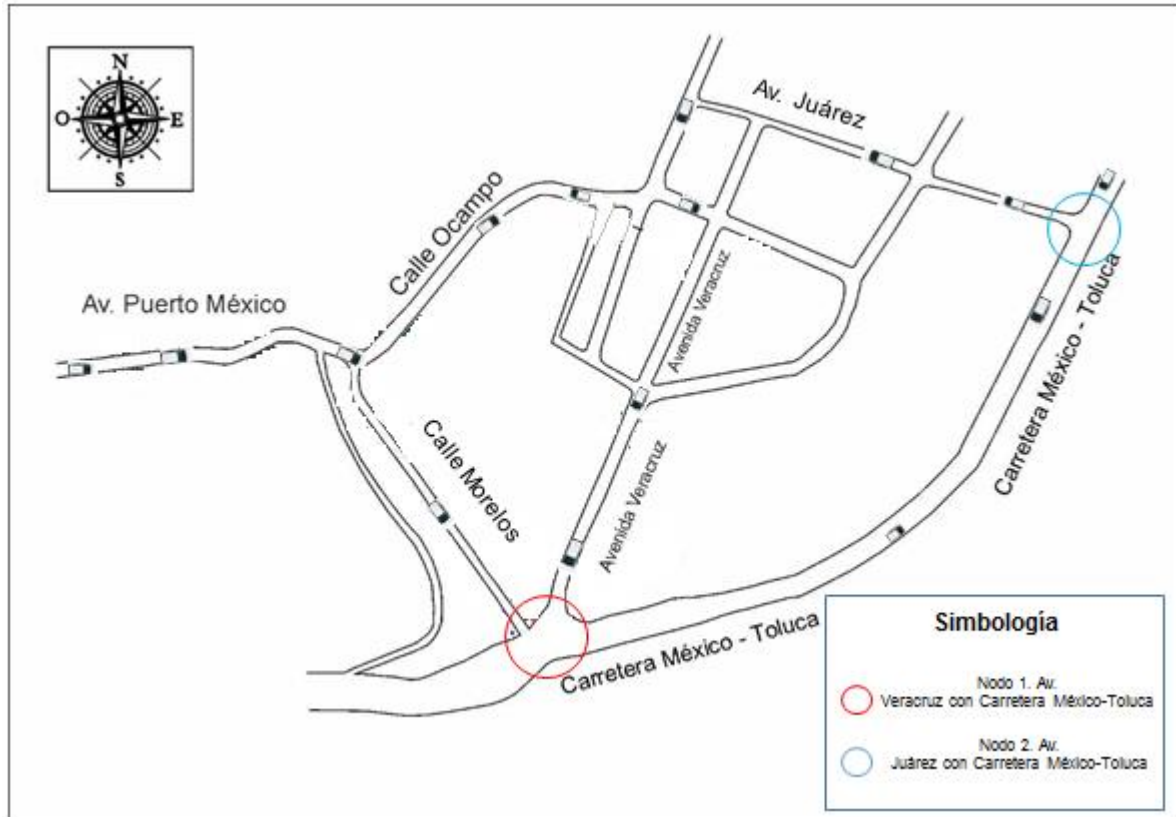 N
O
E
S
Av. Juárez
Calle Ocampo
Av. Puerto México
Avenida Veracruz
Carretera México - Toluca
Calle Morelos
Avenida Veracruz
Carretera México - Toluca
Simbología
Nodo 1. Av.
Veracruz con Carretera México-Toluca
Nodo 2. Av.
Juárez con Carretera México-Toluca